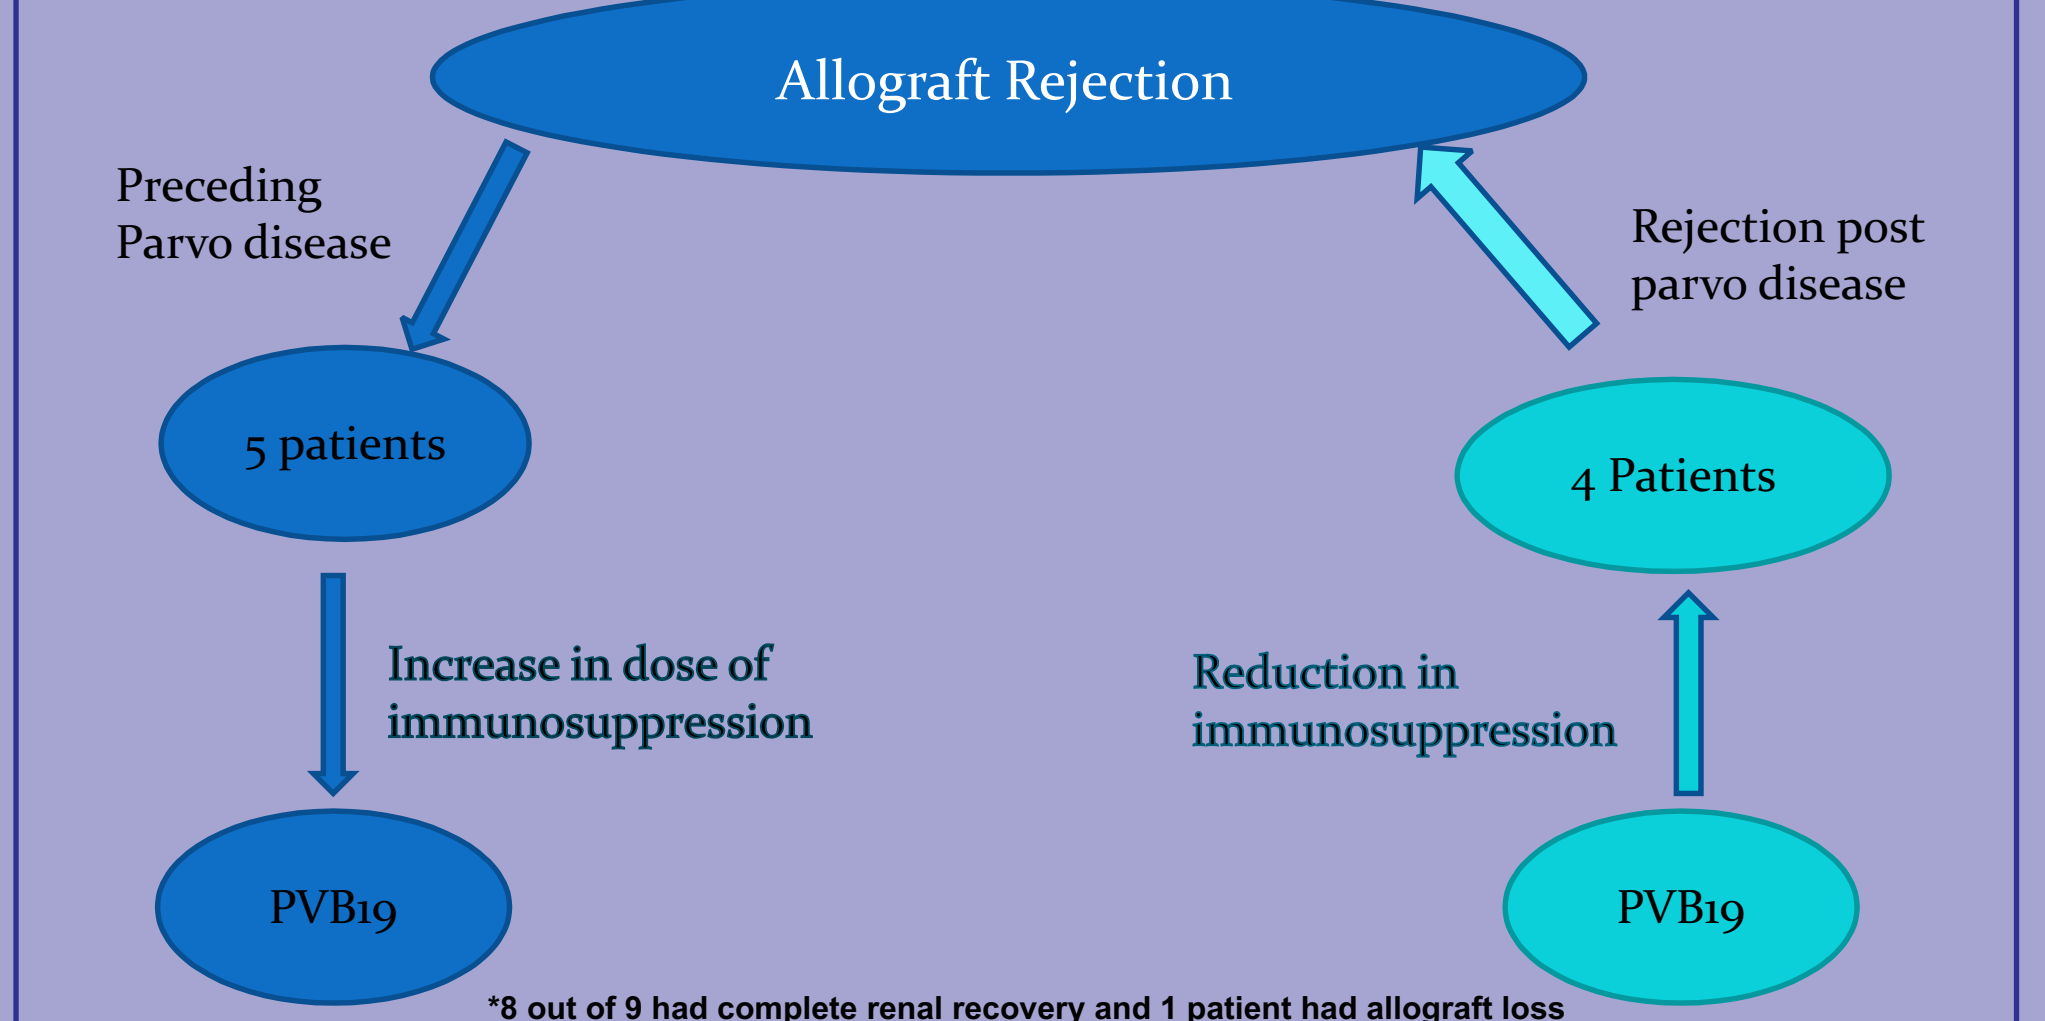 Allograft Rejection
Preceding
Parvo disease
Rejection post
parvo disease
5 patients
4 Patients
Increase in dose of
immunosuppression
Reduction in
immunosuppression
PVB19
PVB19
*8 out of 9 had complete renal recovery and 1 patient had allograft loss